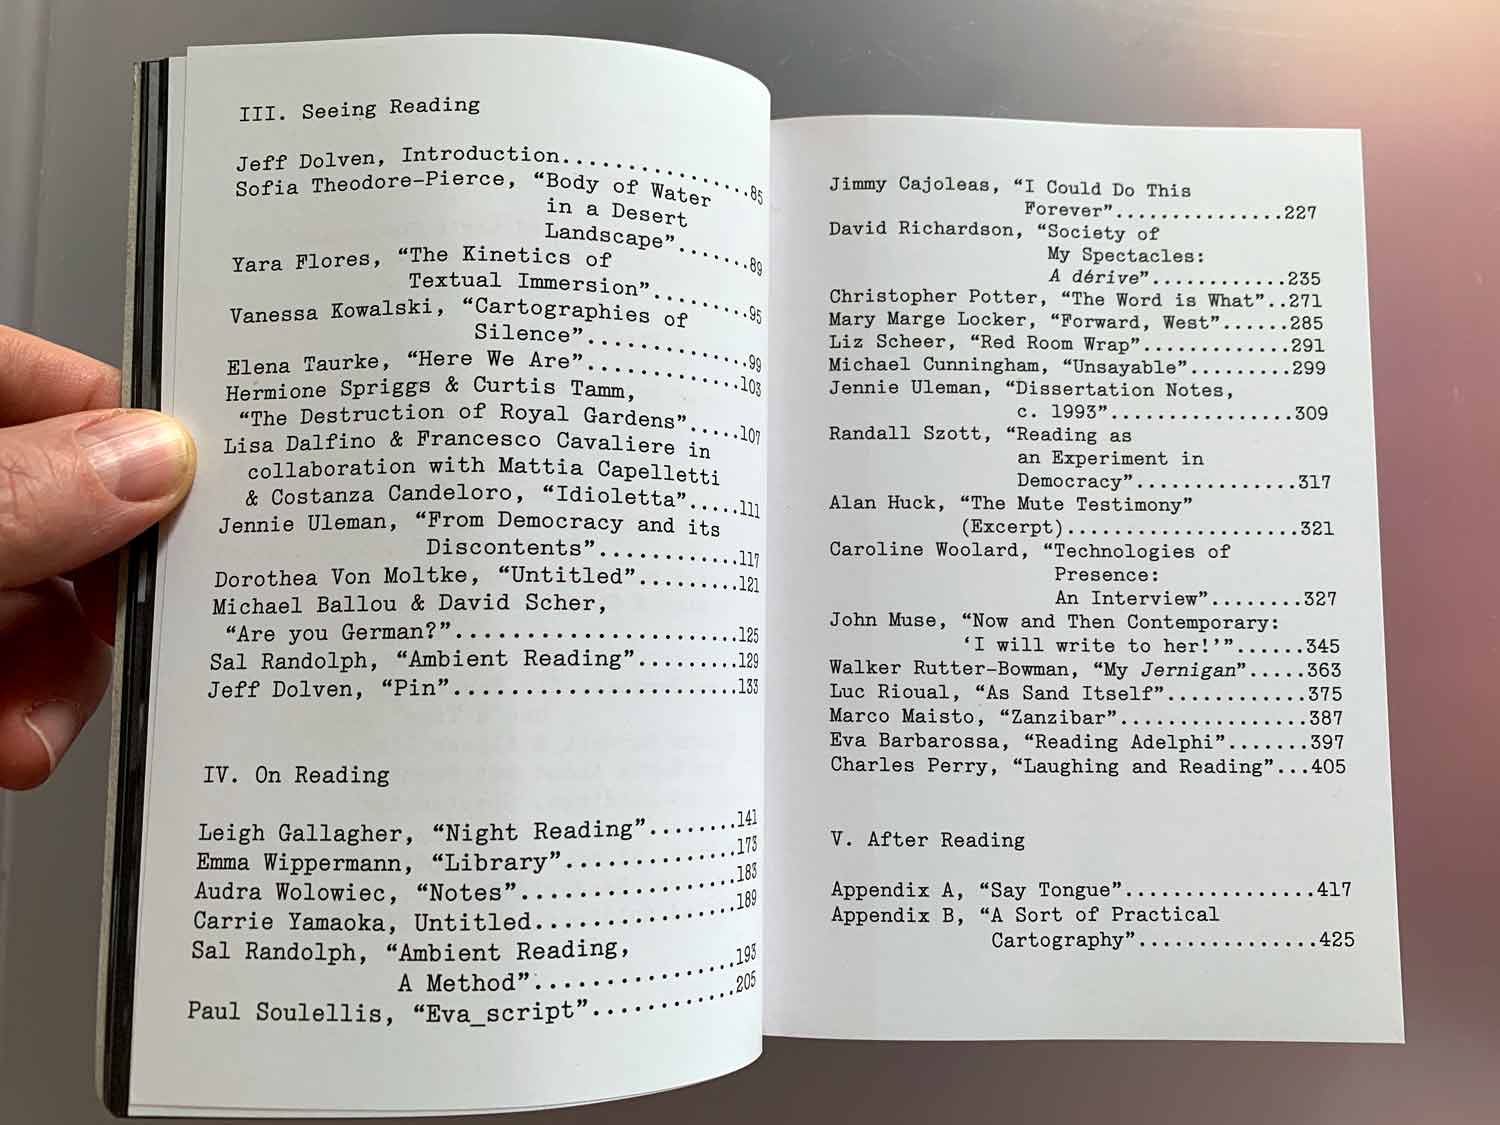 III. Seeing Reading
Jeff Dolven, Introduction..................85
Sofia Theodore-Pierce, “Body of Water
in a Desert
Landscape”........89
Yara Flores, “The Kinetics of
Textual Immersion”.........95
Vanessa Kowalski, “Cartographies of
Silence”...............99
Elena Taurke, “Here We Are”...............103
Hermione Spriggs & Curtis Tamm,
“The Destruction of Royal Gardens”.....107
Lisa Dalfino & Francesco Cavaliere in
collaboration with Mattia Capelletti
& Costanza Candeloro, “Idioletta”.....111
Jennie Uleman, “From Democracy and its
Discontents”............117
Dorothea Von Moltke, “Untitled”.........121
Michael Ballou & David Scher,
“Are you German?”........................125
Sal Randolph, “Ambient Reading”.........129
Jeff Dolven, “Pin”........................133
IV. On Reading
Leigh Gallagher, “Night Reading”........141
Emma Wippermann, “Library”...............173
Audra Wolowiec, “Notes”..................183
Carrie Yamaoka, Untitled.................189
Sal Randolph, “Ambient Reading,
A Method”..................193
Paul Soulellis, “Eva_script”.............205
Jimmy Cajoleas, “I Could Do This
Forever”...............227
David Richardson, “Society of
My Spectacles:
A dérive”............235
Christopher Potter, “The Word is What”..271
Mary Marge Locker, “Forward, West”......285
Liz Scheer, “Red Room Wrap”.............291
Michael Cunningham, “Unsayable”.........299
Jennie Uleman, “Dissertation Notes,
c. 1993”................309
Randall Szott, “Reading as
an Experiment in
Democracy”..............317
Alan Huck, “The Mute Testimony”
(Excerpt)......................321
Caroline Woolard, “Technologies of
Presence:
An Interview”........327
John Muse, “Now and Then Contemporary:
‘I will write to her!’”......345
Walker Rutter-Bowman, “My Jernigan”.....363
Luc Rioual, “As Sand Itself”............375
Marco Maisto, “Zanzibar”................387
Eva Barbarossa, “Reading Adelphi”.......397
Charles Perry, “Laughing and Reading”...405
V. After Reading
Appendix A, “Say Tongue”................417
Appendix B, “A Sort of Practical
Cartography”...............425